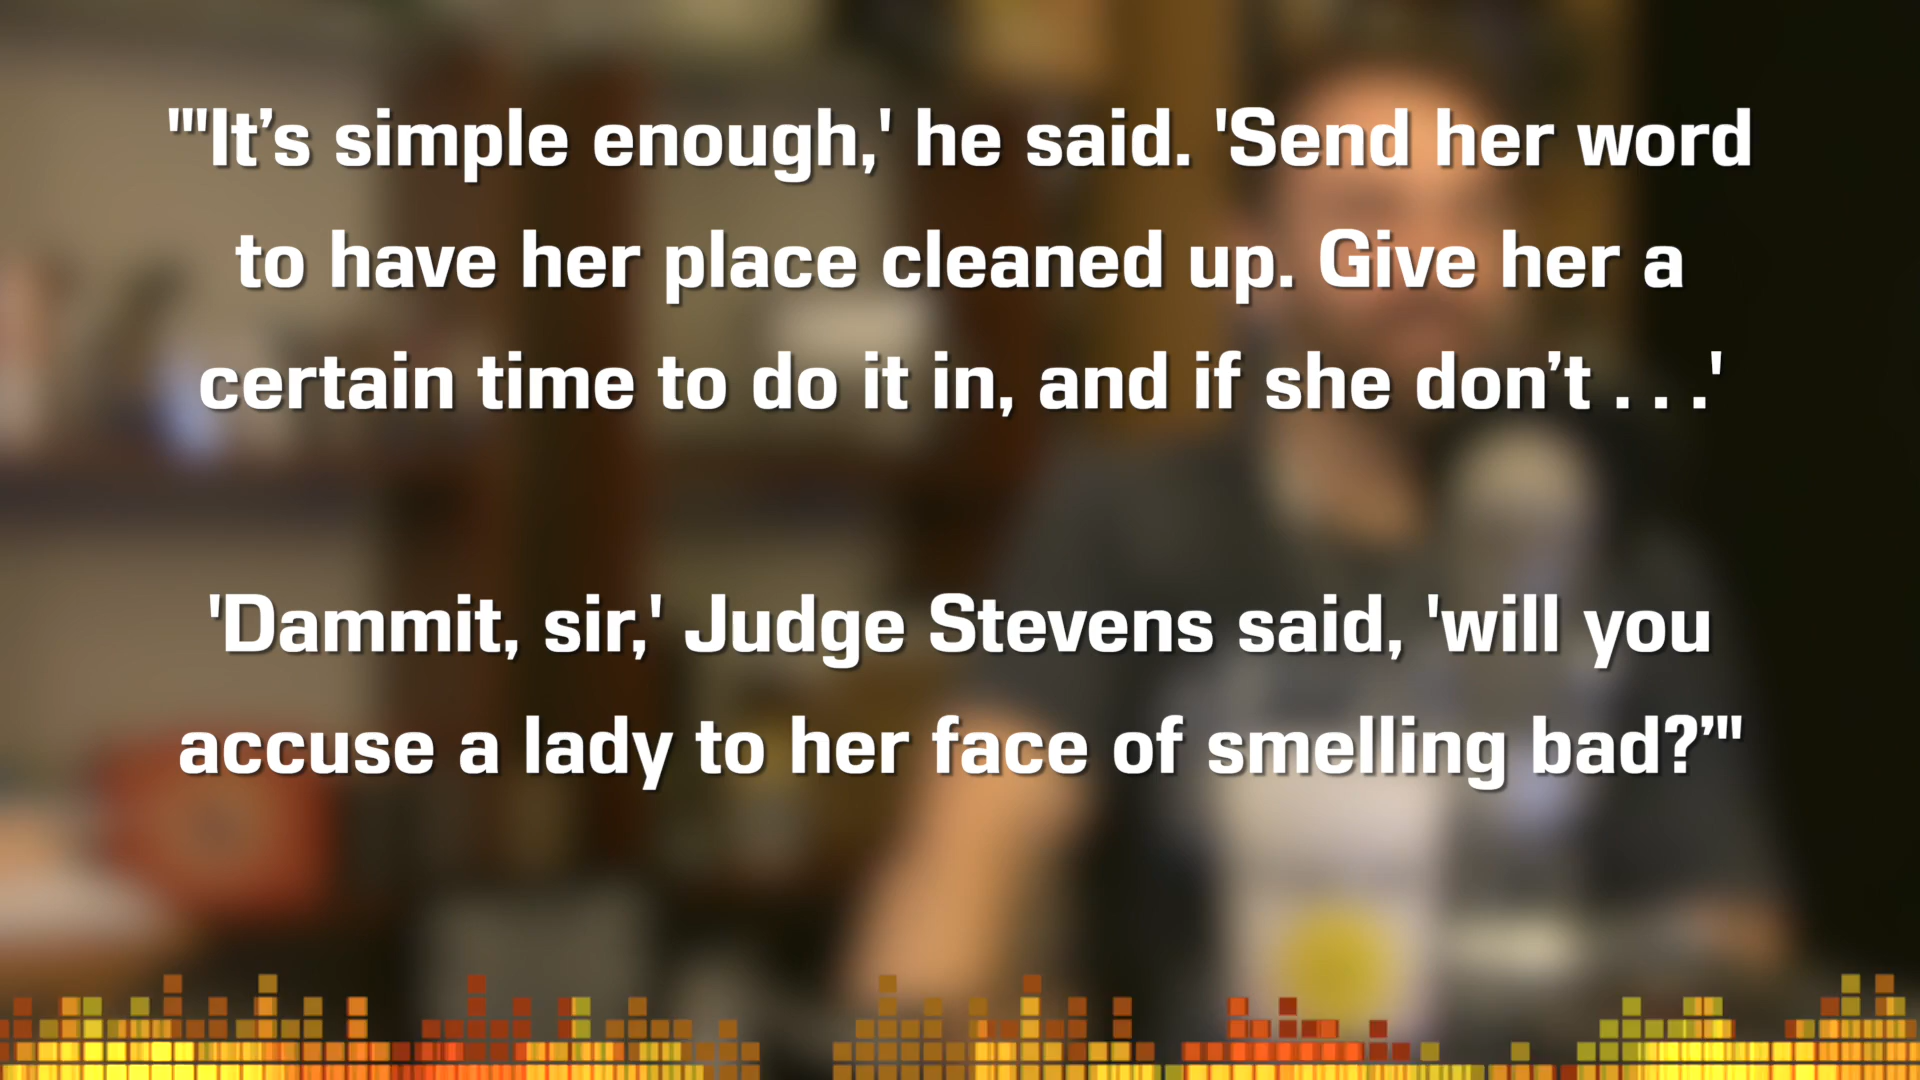 "'It’s simple enough,' he said. 'Send her word
to have her place cleaned up. Give her a
certain time to do it in, and if she don’t . . .'
'Dammit, sir,' Judge Stevens said, 'will you
accuse a lady to her face of smelling bad?’"